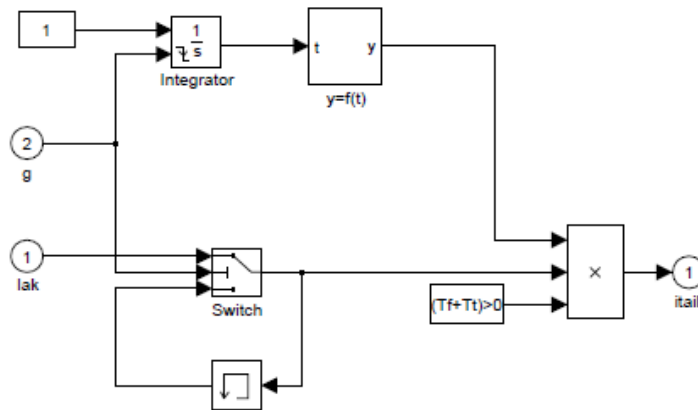 1
1
s
Integrator
t
y
y=f(t)
2
g
1
Iak
Switch
(Tf+Tt)>0
×
1
itail